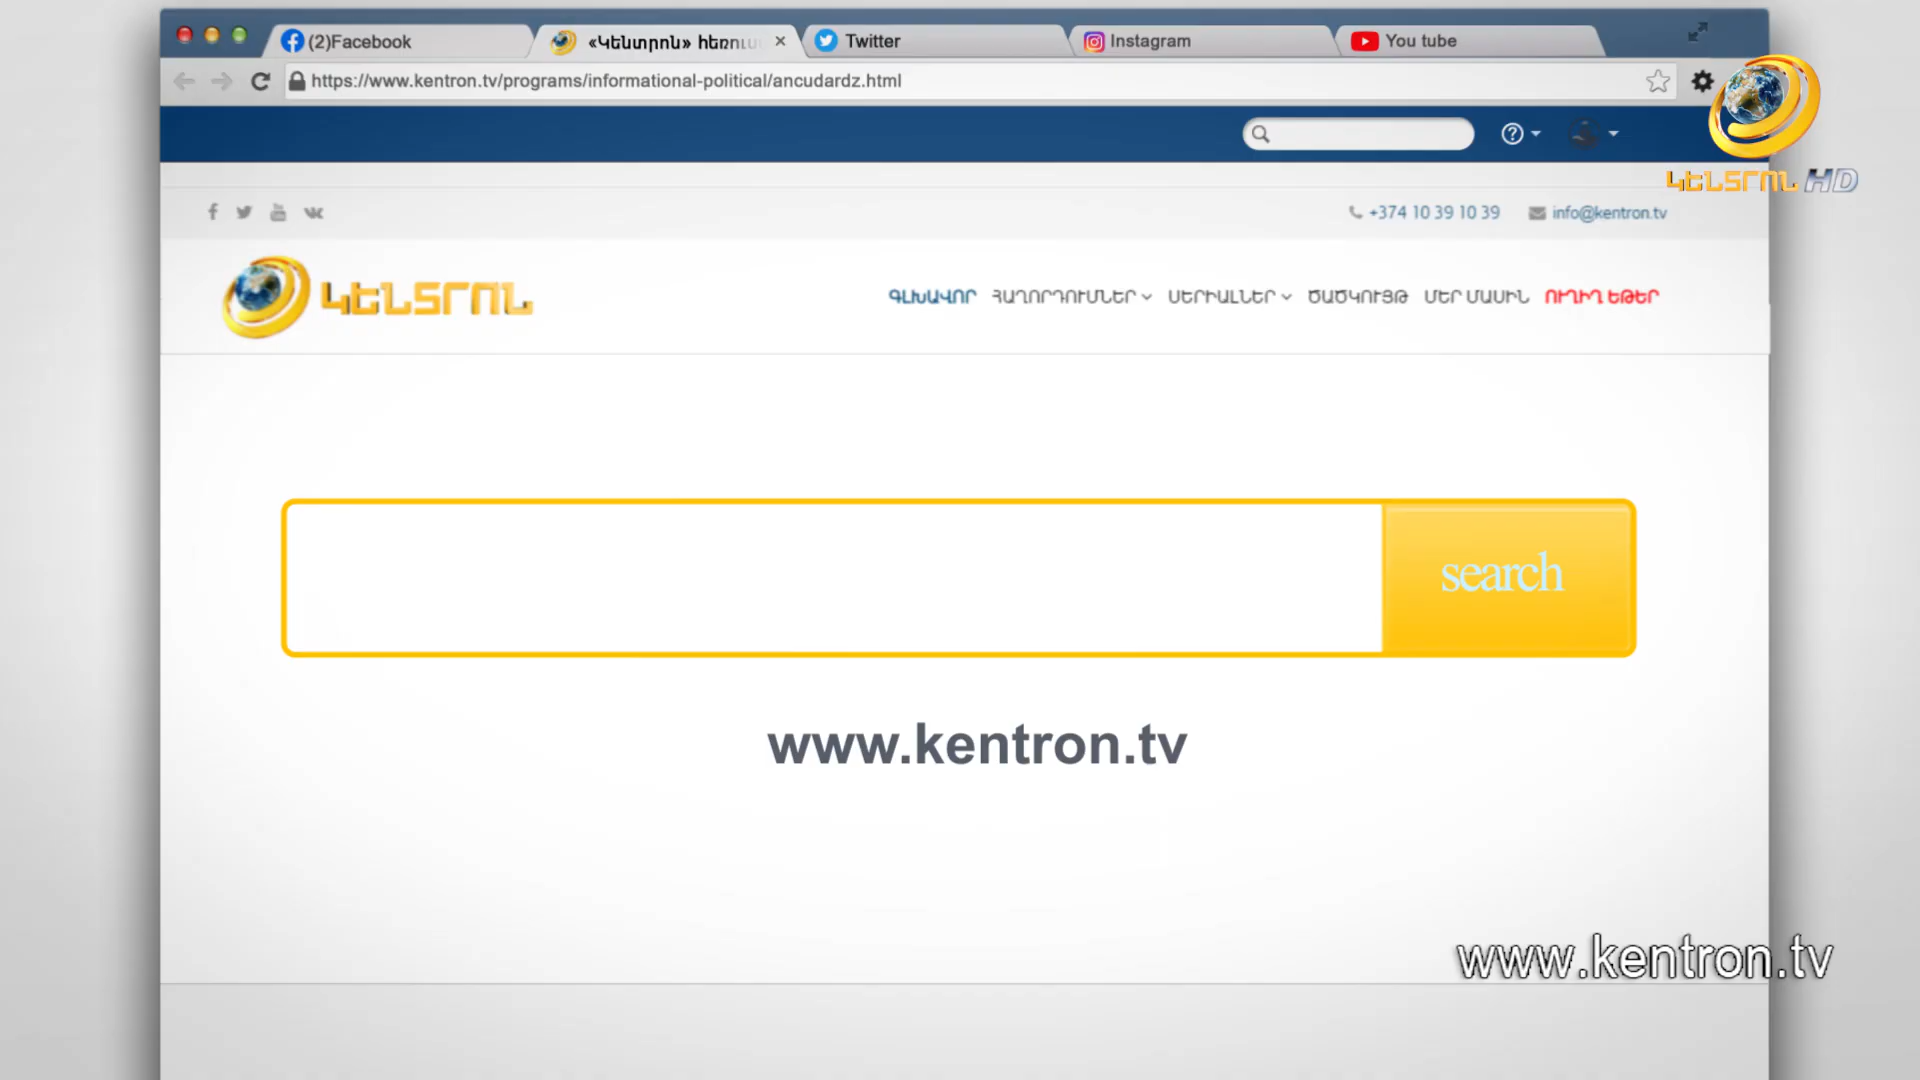 (2)Facebook
«Կենտրոն» հեռու
Twitter
Instagram
You tube
https://www.kentron.tv/programs/informational-political/ancudardz.html
ԿԵՆՏՐՈՆ HD
+374 10 39 10 39
info@kentron.tv
ԿԵՆՏՐՈՆ
ԳԼԽԱՎՈՐ ՀԱՂՈՐԴՈՒՄՆԵՐ ՍԵՐԻԱԼՆԵՐ ԾԱԾԿՈՒՅԹ ՄԵՐ ՄԱՍԻՆ ՈՒՂԻՂ ԵԹԵՐ
search
www.kentron.tv
www.kentron.tv